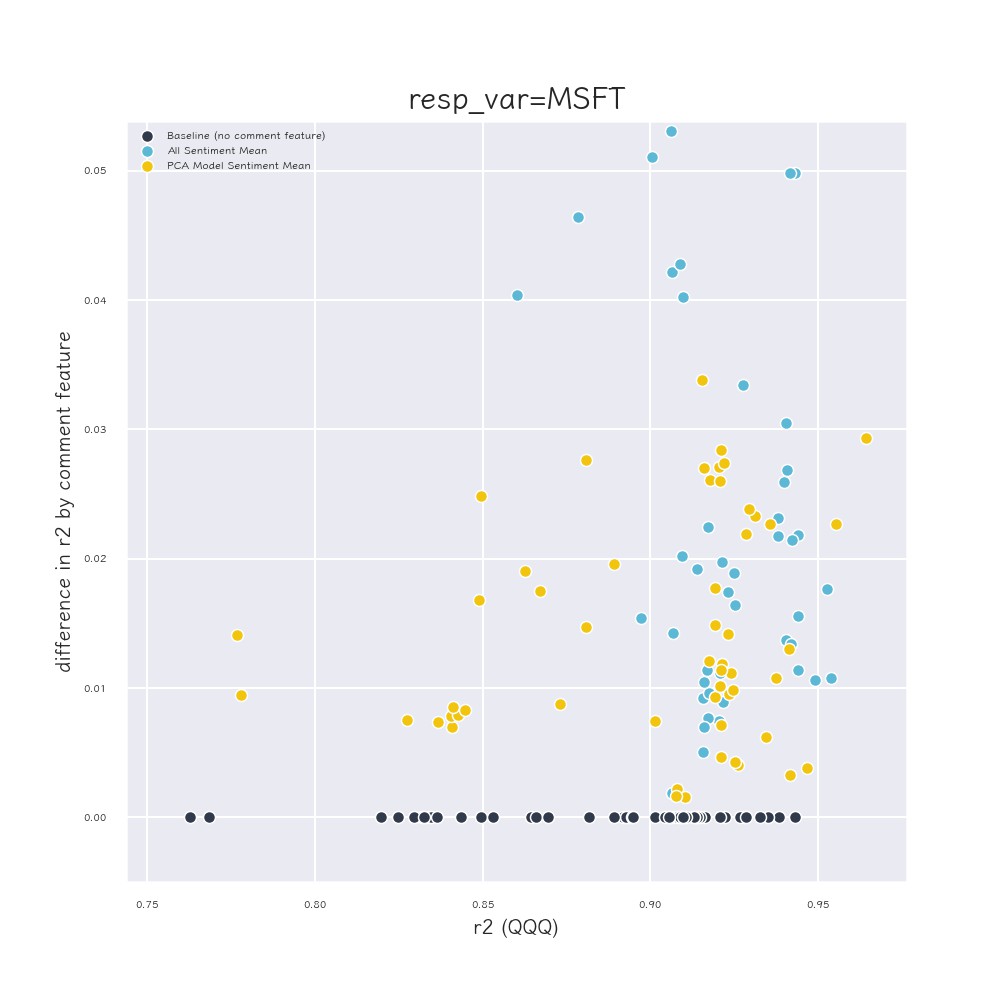 resp_var=MSFT
Baseline (no comment feature)
All Sentiment Mean
PCA Model Sentiment Mean
0.05
0.04
0.03
0.02
0.01
0.00
difference in r2 by comment feature
0.75 0.80 0.85 0.90 0.95
r2 (QQQ)